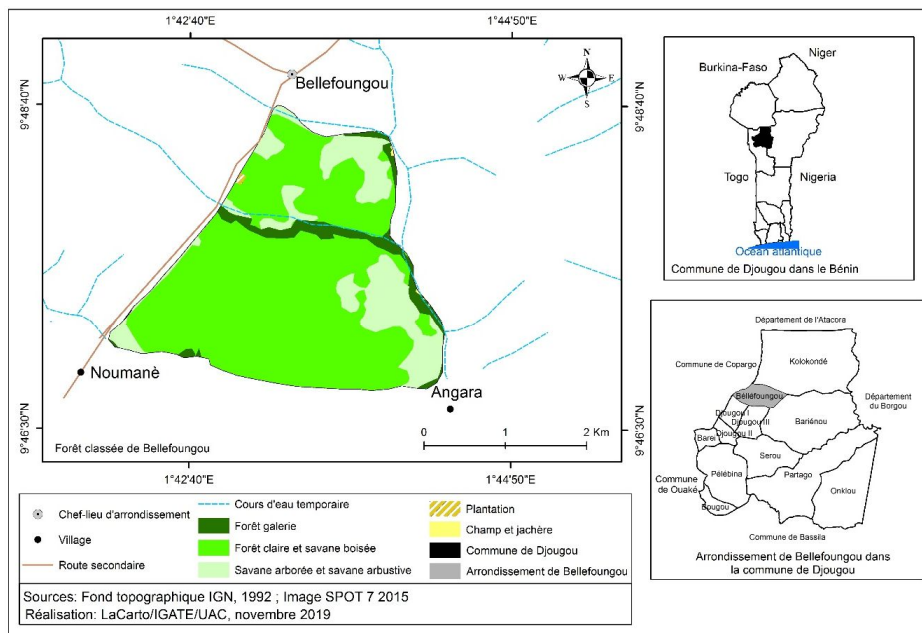 1°42'40"E
1°44'50"E
9°48'40"N
9°48'40"N
Bellefoungou
N
W
E
S
Noumanè
Angara
0
1
2 Km
9°46'30"N
9°46'30"N
Forêt classée de Bellefoungou
1°42'40"E
1°44'50"E
Niger
Burkina-Faso
Togo
Nigeria
Océan atlantique
Commune de Djougou dans le Bénin
Département de l'Atacora
Commune de Copargo
Kolokondé
Département
du Borgou
Bélléfoungou
Djougou I
Djougou III
Djougou II
Bariénou
Barei
Serou
Commune
de Ouaké
Pélébina
Partago
Onklou
Bougou
Commune de Bassila
Arrondissement de Bellefoungou dans
la commune de Djougou
Chef-lieu d'arrondissement
Village
Route secondaire
Cours d'eau temporaire
Forêt galerie
Forêt claire et savane boisée
Savane arborée et savane arbustive
Plantation
Champ et jachère
Commune de Djougou
Arrondissement de Bellefoungou
Sources: Fond topographique IGN, 1992 ; Image SPOT 7 2015
Réalisation: LaCarto/IGATE/UAC, novembre 2019